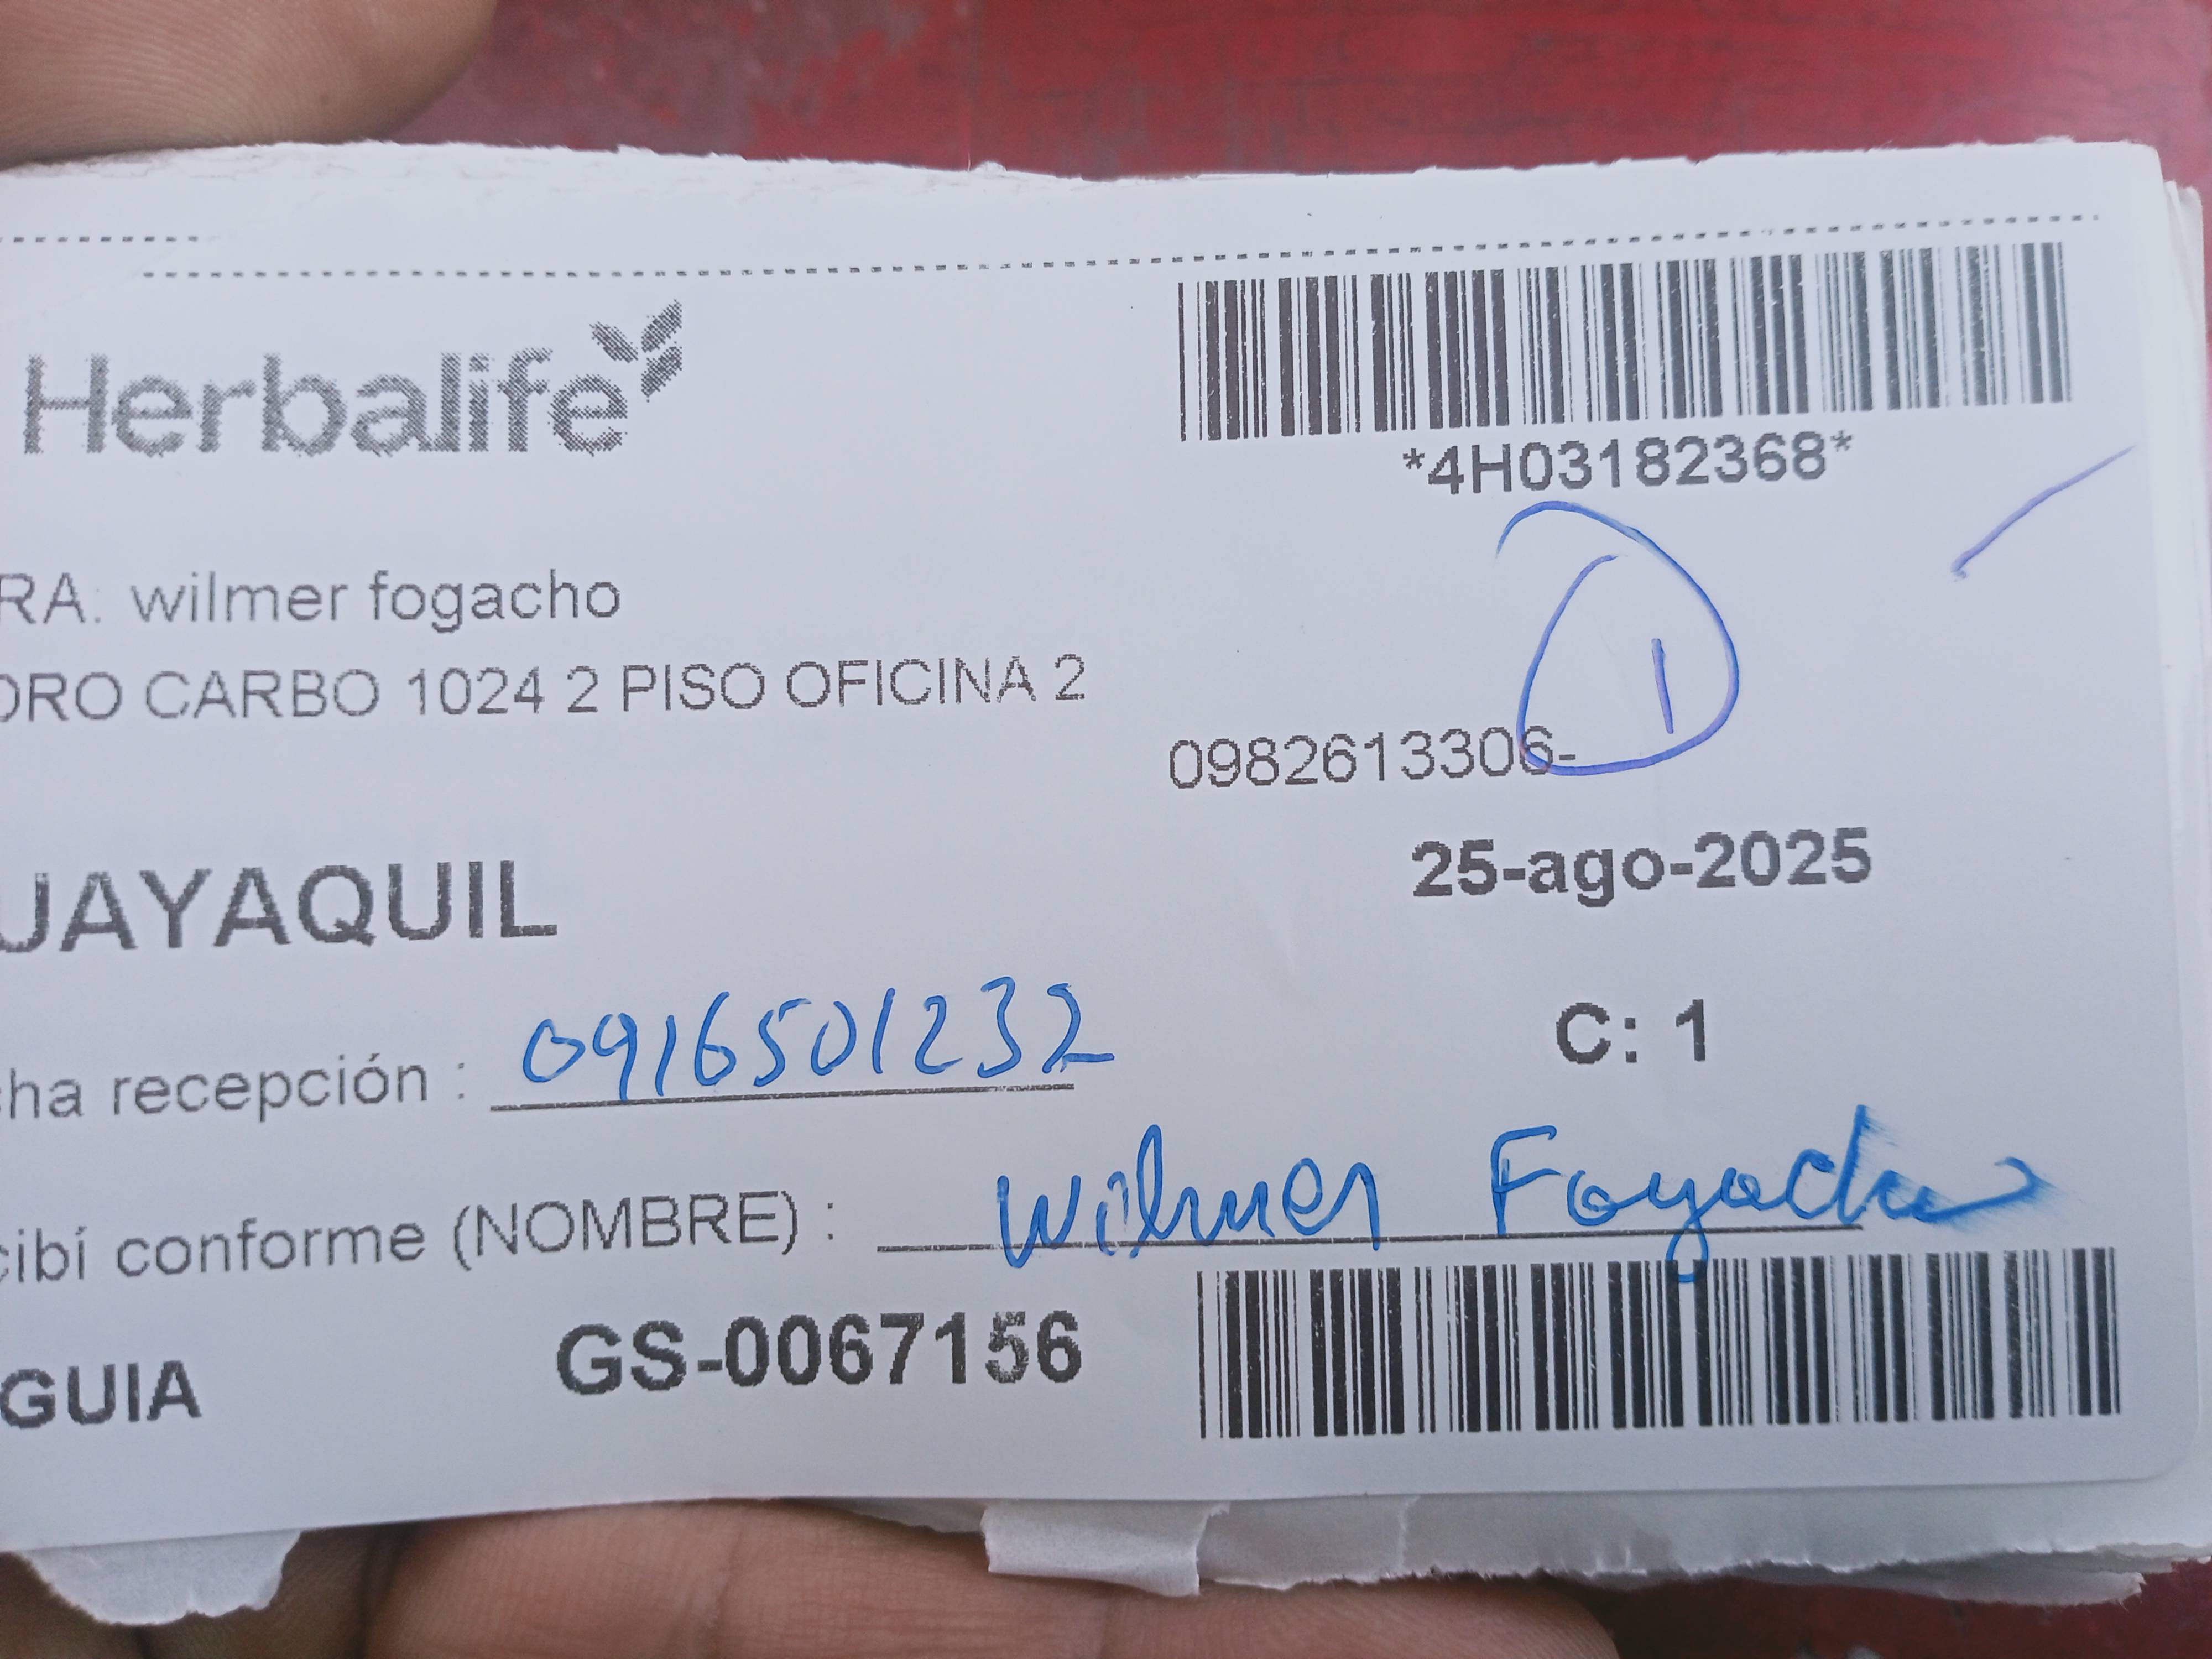 Herbalife
*4H03182368*
RA: wilmer fogacho
DRO CARBO 1024 2 PISO OFICINA 2
1
0982613306-
UAYAQUIL
25-ago-2025
C: 1
cha recepción : 0916501232
cibí conforme (NOMBRE) : Wilmer Fogacho
GUIA GS-0067156